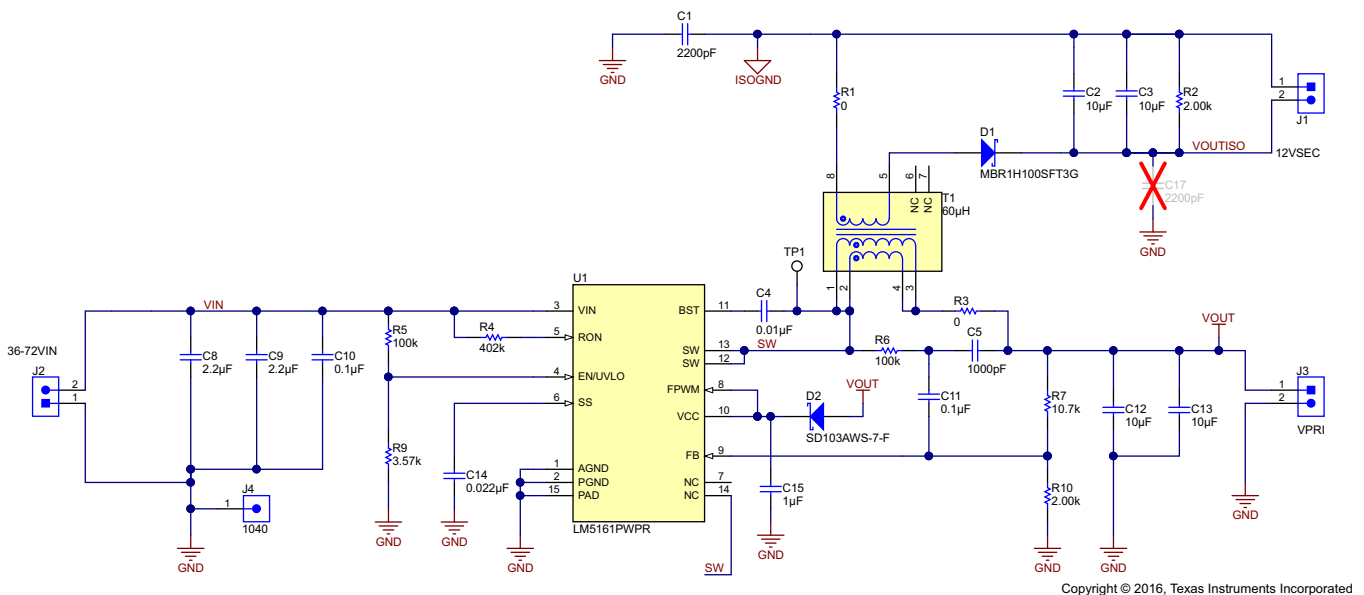 C1
2200pF
GND
ISOGND
R1
0
C2
10µF
C3
10µF
R2
2.00k
1
2
J1
12VSEC
VOUTISO
D1
MBR1H100SFT3G
C17
2200pF
GND
8
5
6
7
NC
NC
T1
60µH
1
2
4
3
TP1
R3
0
C4
0.01µF
R6
100k
C5
1000pF
VOUT
SW
U1
3
VIN
5
RON
4
EN/UVLO
6
SS
1
AGND
2
PGND
15
PAD
BST
11
SW
13
SW
12
FPWM
8
VCC
10
FB
9
NC
7
NC
14
LM5161PWPR
SW
VIN
36-72VIN
J2
2
1
C8
2.2µF
C9
2.2µF
C10
0.1µF
R5
100k
R4
402k
R9
3.57k
C14
0.022µF
J4
1
1040
GND
GND
GND
GND
D2
SD103AWS-7-F
VOUT
C15
1µF
GND
C11
0.1µF
R7
10.7k
R10
2.00k
GND
C12
10µF
C13
10µF
GND
J3
1
2
VPRI
GND
Copyright © 2016, Texas Instruments Incorporated